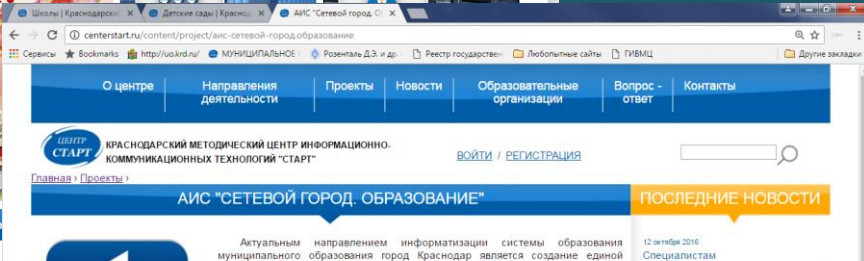 Школы | Краснодарски
Детские сады | Краснод
АИС "Сетевой город. О
centerstart.ru/content/project/аис-сетевой-город.образование
Сервисы Bookmarks http://uo.krd.ru/ МУНИЦИПАЛЬНОЕ Розенталь Д.Э. и др. Реестр государствен Любопытные сайты ГИВМЦ Другие закладки
О центре Направления Проекты Новости Образовательные Вопрос - Контакты
деятельности организации ответ
ЦЕНТР
СТАРТ
КРАСНОДАРСКИЙ МЕТОДИЧЕСКИЙ ЦЕНТР ИНФОРМАЦИОННО-
КОММУНИКАЦИОННЫХ ТЕХНОЛОГИЙ "СТАРТ"
ВОЙТИ / РЕГИСТРАЦИЯ
Главная › Проекты ›
АИС "СЕТЕВОЙ ГОРОД. ОБРАЗОВАНИЕ"
ПОСЛЕДНИЕ НОВОСТИ
Актуальным направлением информатизации системы образования
муниципального образования город Краснодар является создание единой
12 октября 2016
Специалистам